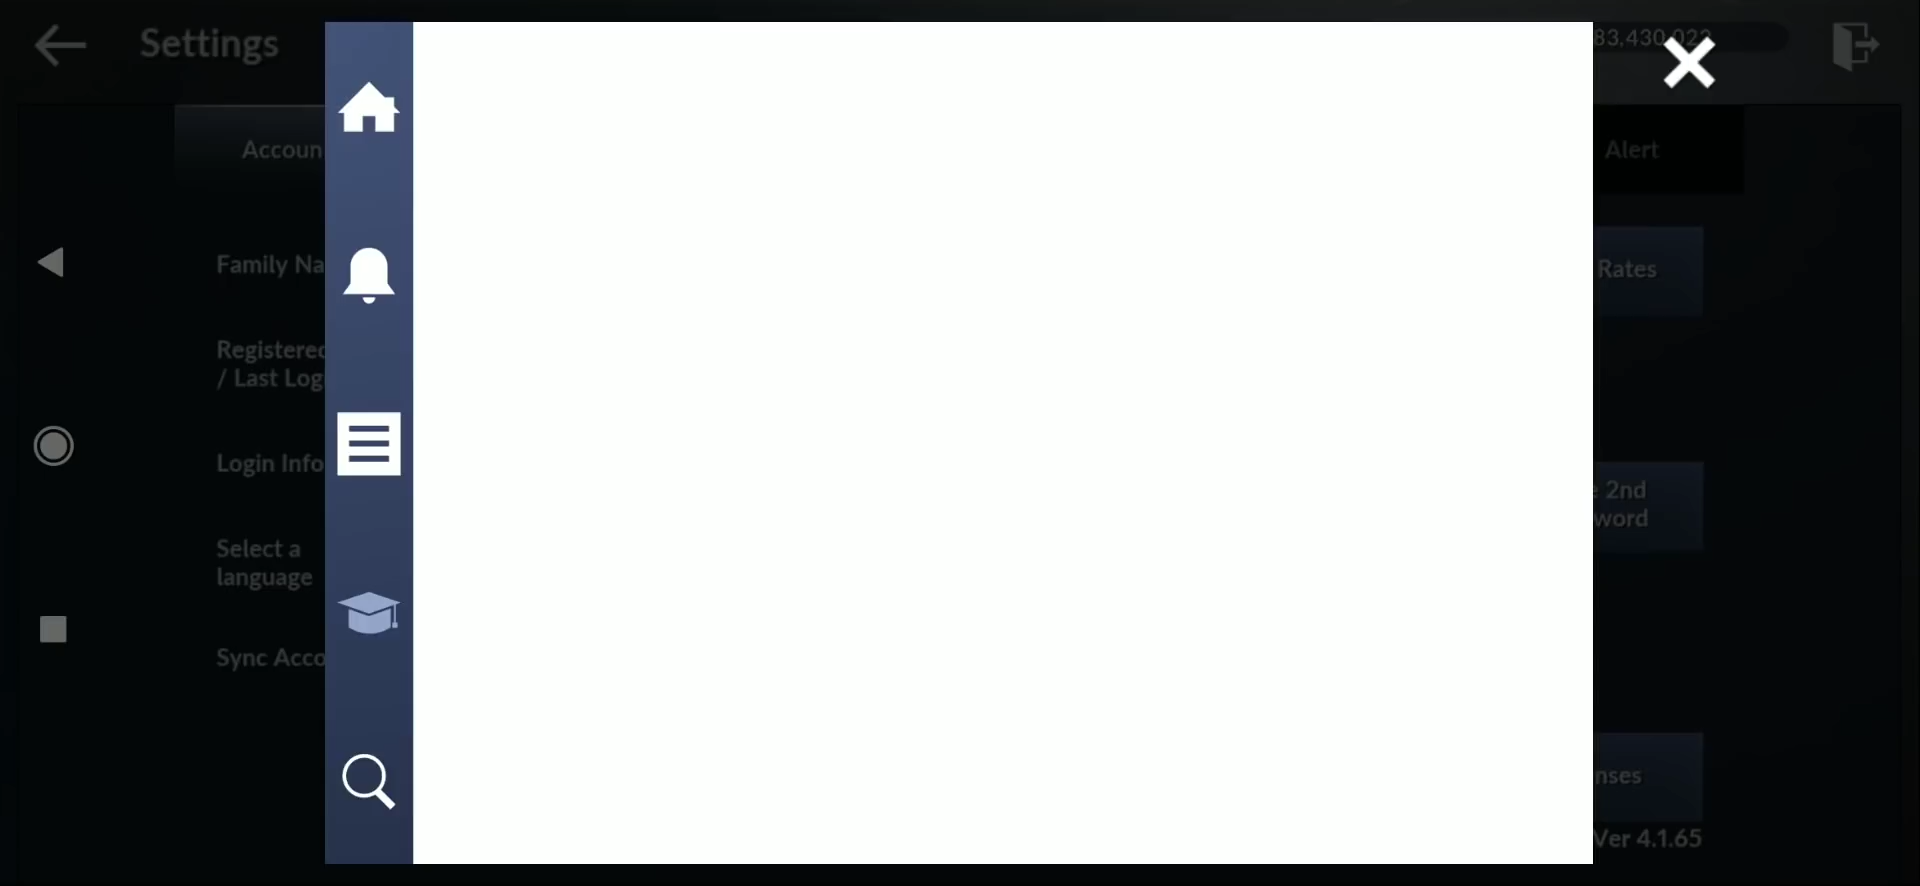 Settings
83,430,022
Accoun
Alert
Family Na
Rates
Registered
/ Last Log
Login Info
e 2nd
word
Select a
language
Sync Acco
nses
Ver 4.1.65